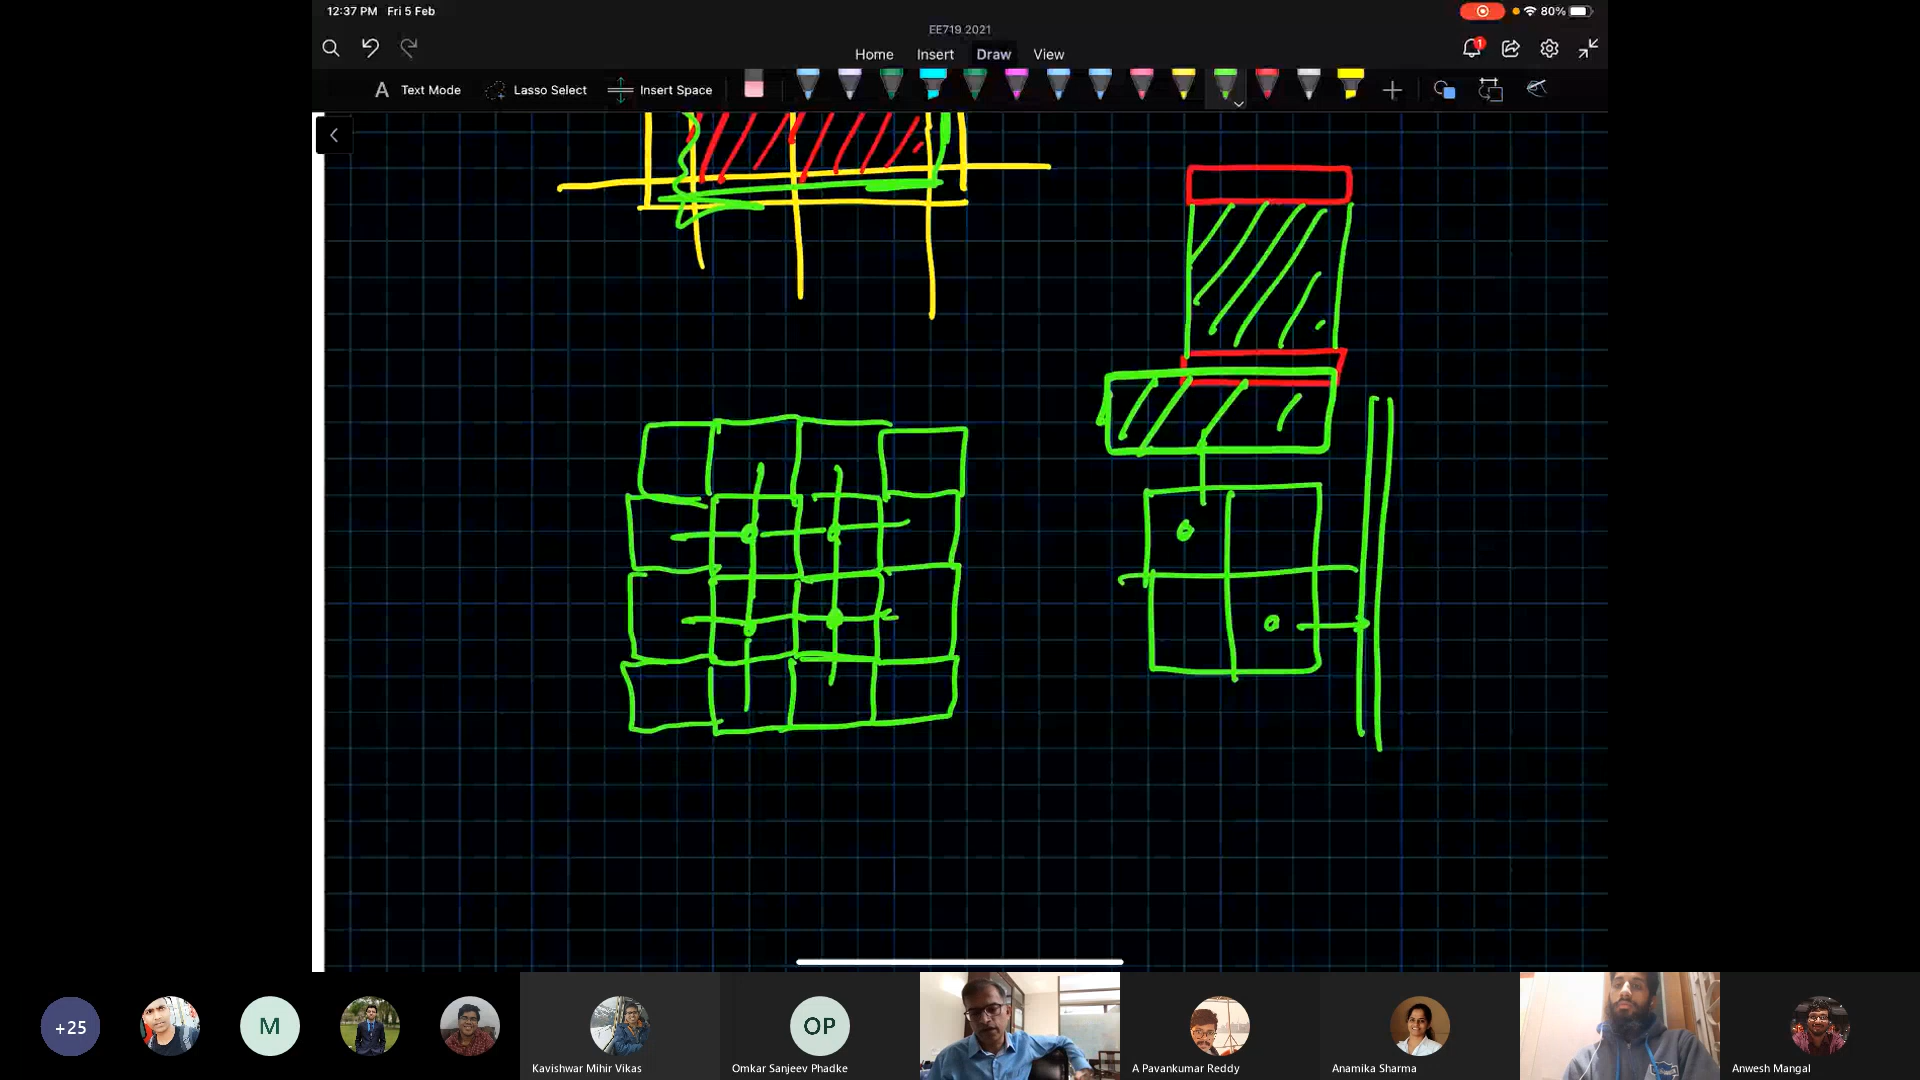 12:37 PM Fri 5 Feb
80%
EE719 2021
Home Insert Draw View
1
A Text Mode Lasso Select Insert Space
+25
M
Kavishwar Mihir Vikas
OP
Omkar Sanjeev Phadke
A Pavankumar Reddy
Anamika Sharma
Anwesh Mangal